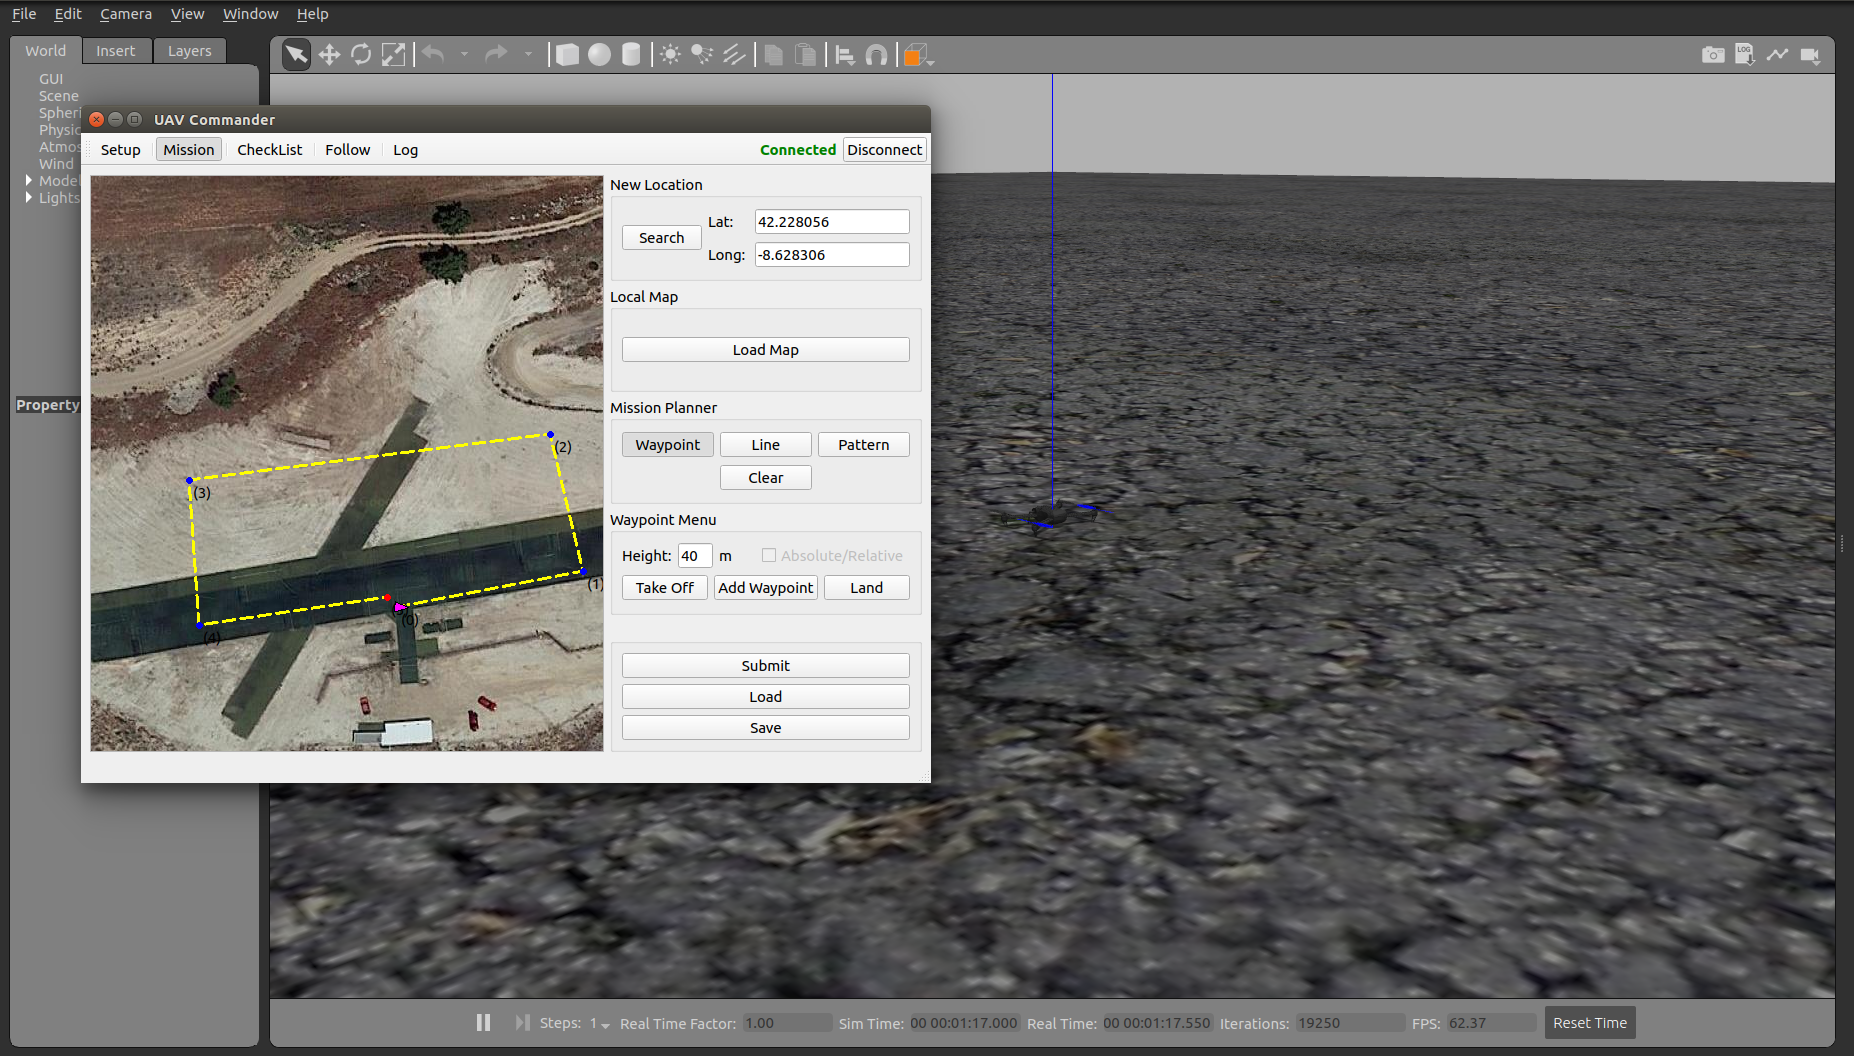 File Edit Camera View Window Help
World Insert Layers
LOG
GUI
Scene
Spheri
Physic
Atmos
Wind
Model
Lights
Property
UAV Commander
Setup Mission CheckList Follow Log Connected Disconnect
New Location
Search
Lat: 42.228056
Long: -8.628306
Local Map
Load Map
Mission Planner
Waypoint Line Pattern
Clear
Waypoint Menu
Height: 40 m Absolute/Relative
Take Off Add Waypoint Land
Submit
Load
Save
(2)
(3)
(1)
(0)
(4)
Steps: 1 Real Time Factor: 1.00 Sim Time: 00 00:01:17.000 Real Time: 00 00:01:17.550 Iterations: 19250 FPS: 62.37 Reset Time